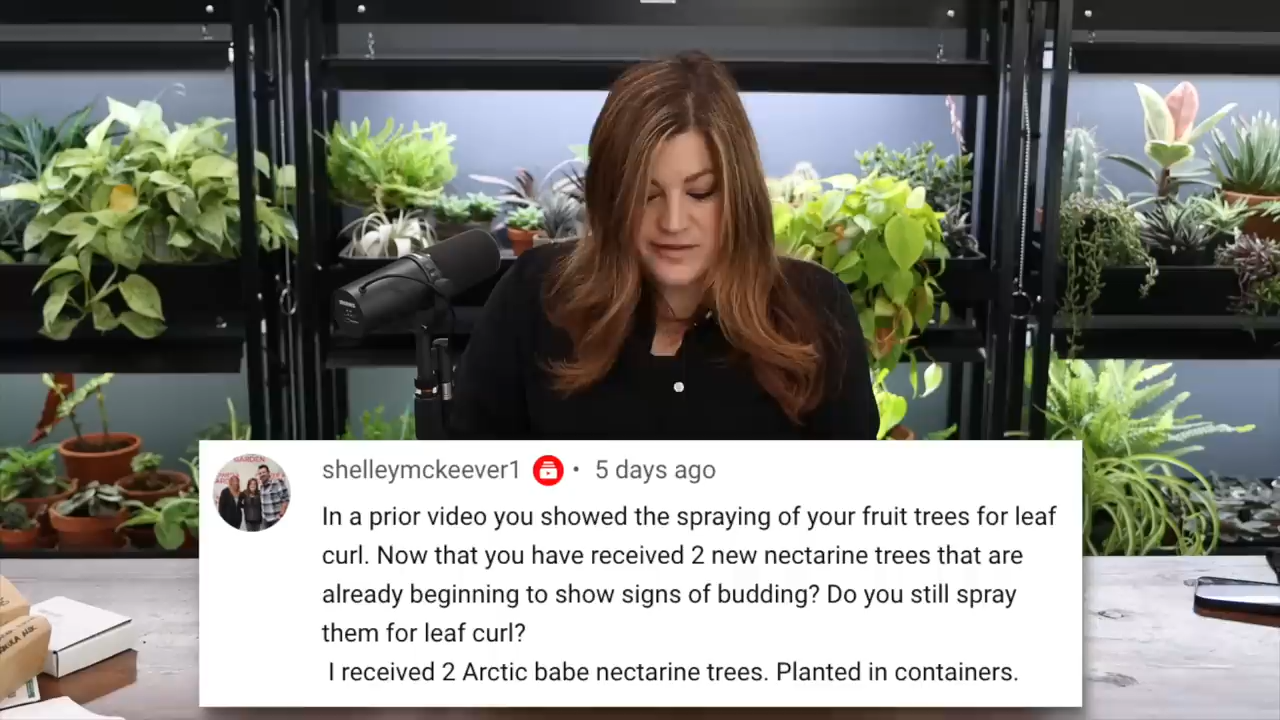 shelleymckeever1 • 5 days ago
In a prior video you showed the spraying of your fruit trees for leaf
curl. Now that you have received 2 new nectarine trees that are
already beginning to show signs of budding? Do you still spray
them for leaf curl?
I received 2 Arctic babe nectarine trees. Planted in containers.
GARDEN